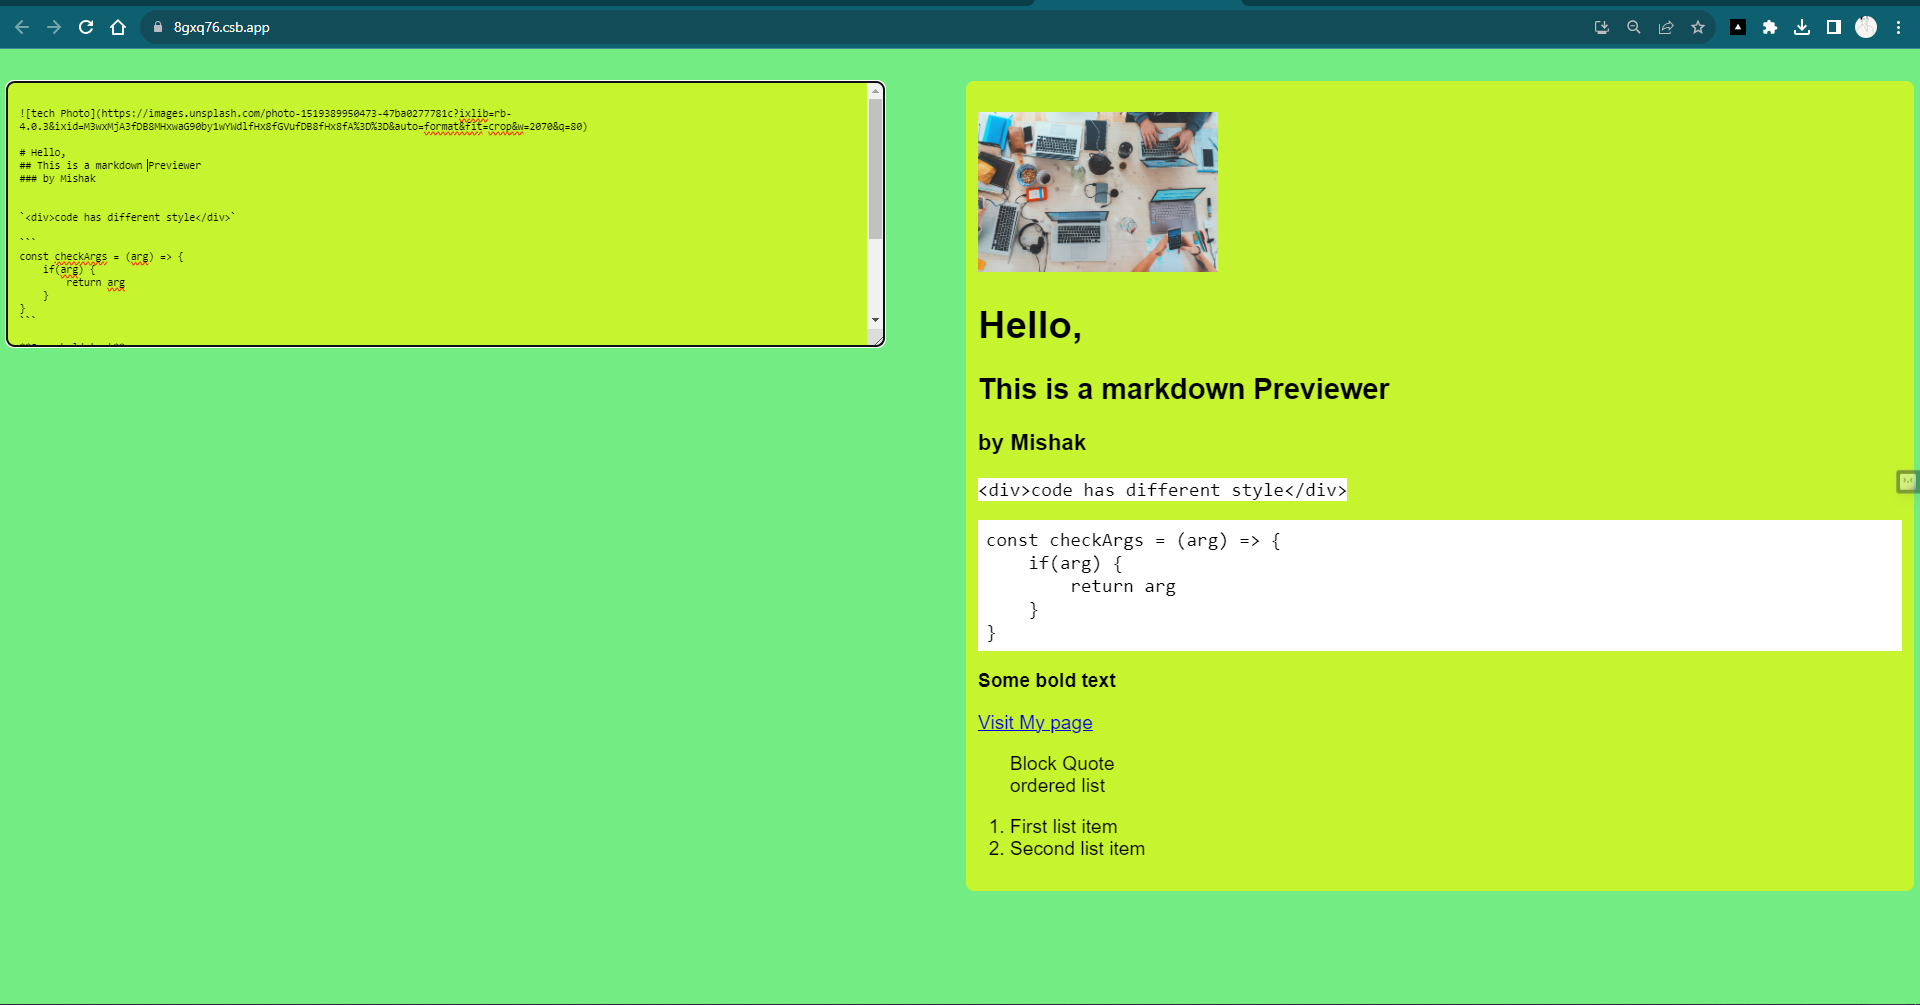 8gxq76.csb.app
![tech Photo](https://images.unsplash.com/photo-1519389950473-47ba0277781c?ixlib=rb-
4.0.3&ixid=M3wxMjA3fDB8MHxwaG90by1wYWdlfHx8fGVufDB8fHx8fA%3D%3D&auto=format&fit=crop&w=2070&q=80)
# Hello,
## This is a markdown Previewer
### by Mishak
`<div>code has different style</div>`
```
const checkArgs = (arg) => {
    if(arg) {
        return arg
    }
}
```
Hello,
This is a markdown Previewer
by Mishak
<div>code has different style</div>
const checkArgs = (arg) => {
    if(arg) {
        return arg
    }
}
Some bold text
Visit My page
Block Quote
ordered list
1. First list item
2. Second list item